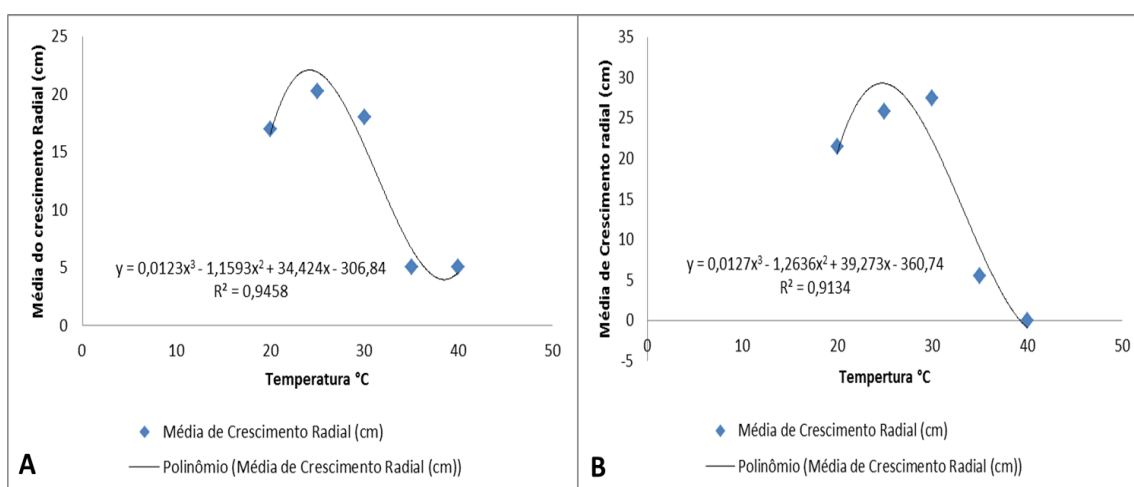 Média do crescimento Radial (cm)
25
20
15
10
5
0
y = 0,0123x³ - 1,1593x² + 34,424x - 306,84
R² = 0,9458
0 10 20 30 40 50
Temperatura °C
Média de Crescimento Radial (cm)
Polinômio (Média de Crescimento Radial (cm))
A
Média de Crescimento radial (cm)
35
30
25
20
15
10
5
0
-5
y = 0,0127x³ - 1,2636x² + 39,273x - 360,74
R² = 0,9134
0 10 20 30 40 50
Tempertura °C
Média de Crescimento Radial (cm)
Polinômio (Média de Crescimento Radial (cm))
B